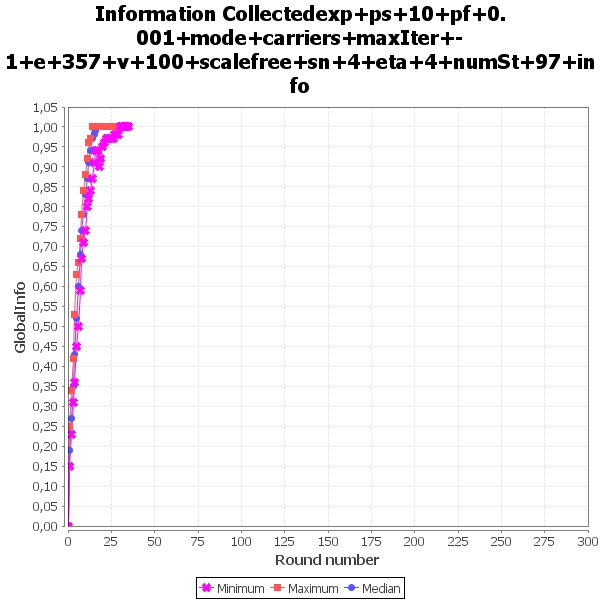 Information Collectedexp+ps+10+pf+0.
001+mode+carriers+maxIter+-
1+e+357+v+100+scalefree+sn+4+eta+4+numSt+97+in
fo
GlobalInfo
1,05
1,00
0,95
0,90
0,85
0,80
0,75
0,70
0,65
0,60
0,55
0,50
0,45
0,40
0,35
0,30
0,25
0,20
0,15
0,10
0,05
0,00
0 25 50 75 100 125 150 175 200 225 250 275 300
Round number
Minimum Maximum Median